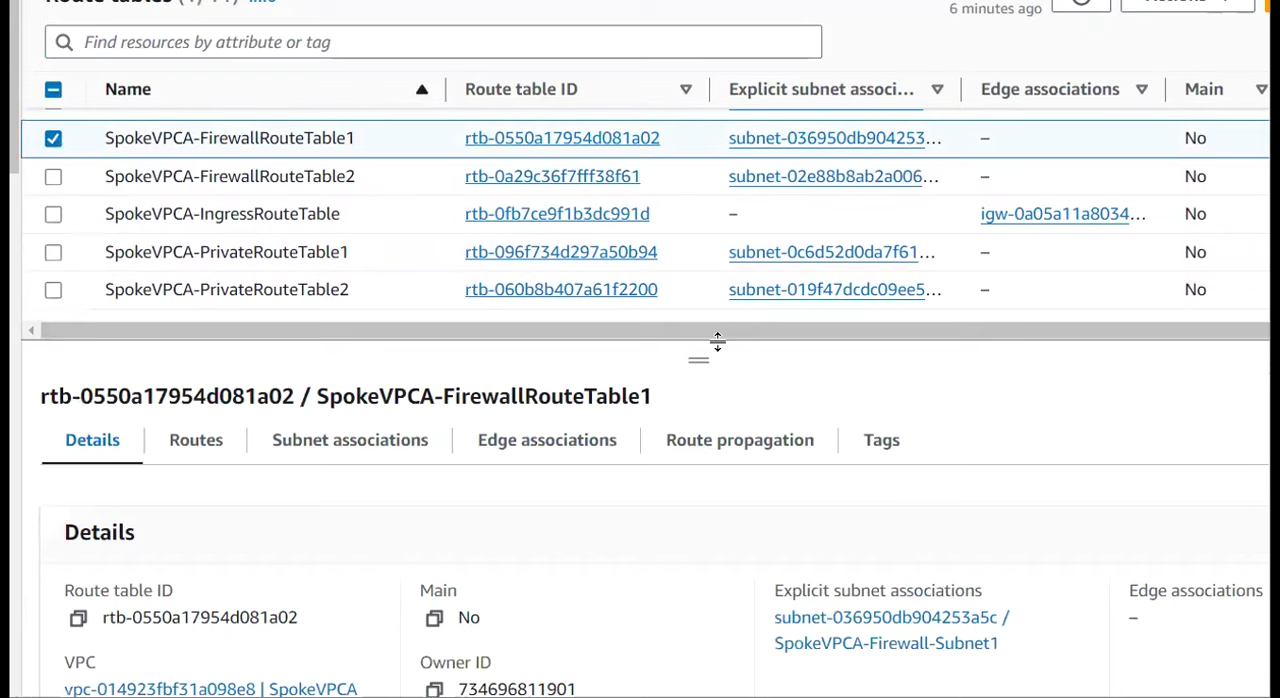 6 minutes ago
Find resources by attribute or tag
Name
Route table ID
Explicit subnet associ...
Edge associations
Main
SpokeVPCA-FirewallRouteTable1
rtb-0550a17954d081a02
subnet-036950db904253...
–
No
SpokeVPCA-FirewallRouteTable2
rtb-0a29c36f7fff38f61
subnet-02e88b8ab2a006...
–
No
SpokeVPCA-IngressRouteTable
rtb-0fb7ce9f1b3dc991d
–
igw-0a05a11a8034...
No
SpokeVPCA-PrivateRouteTable1
rtb-096f734d297a50b94
subnet-0c6d52d0da7f61...
–
No
SpokeVPCA-PrivateRouteTable2
rtb-060b8b407a61f2200
subnet-019f47dcdc09ee5...
–
No
rtb-0550a17954d081a02 / SpokeVPCA-FirewallRouteTable1
Details
Routes
Subnet associations
Edge associations
Route propagation
Tags
Details
Route table ID
rtb-0550a17954d081a02
Main
No
Explicit subnet associations
subnet-036950db904253a5c /
SpokeVPCA-Firewall-Subnet1
Edge associations
–
VPC
vpc-014923fbf31a098e8 | SpokeVPCA
Owner ID
734696811901